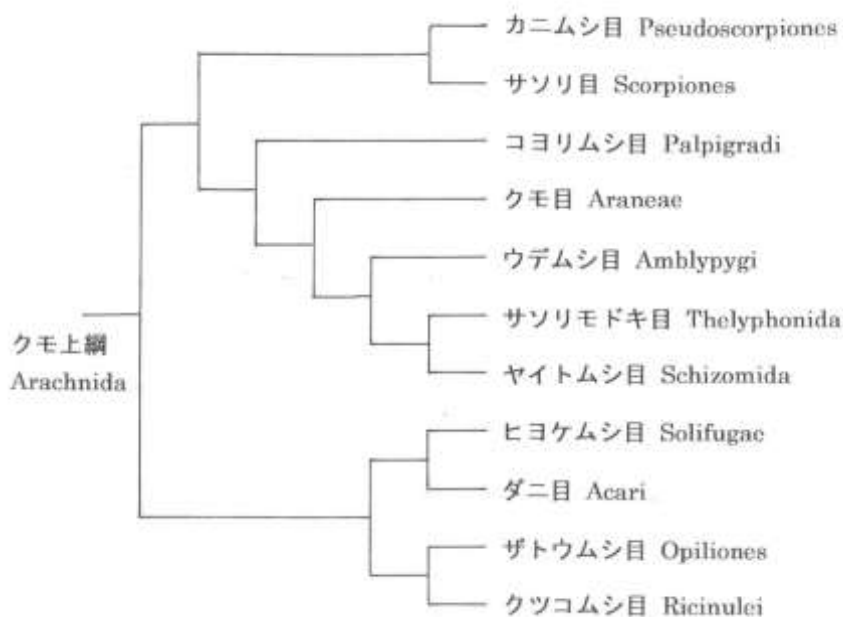 カニムシ目 Pseudoscorpiones
サソリ目 Scorpiones
コヨリムシ目 Palpigradi
クモ目 Araneae
ウデムシ目 Amblypygi
クモ上綱
Arachnida
サソリモドキ目 Thelyphonida
ヤイトムシ目 Schizomida
ヒヨケムシ目 Solifugae
ダニ目 Acari
ザトウムシ目 Opiliones
クツコムシ目 Ricinulei